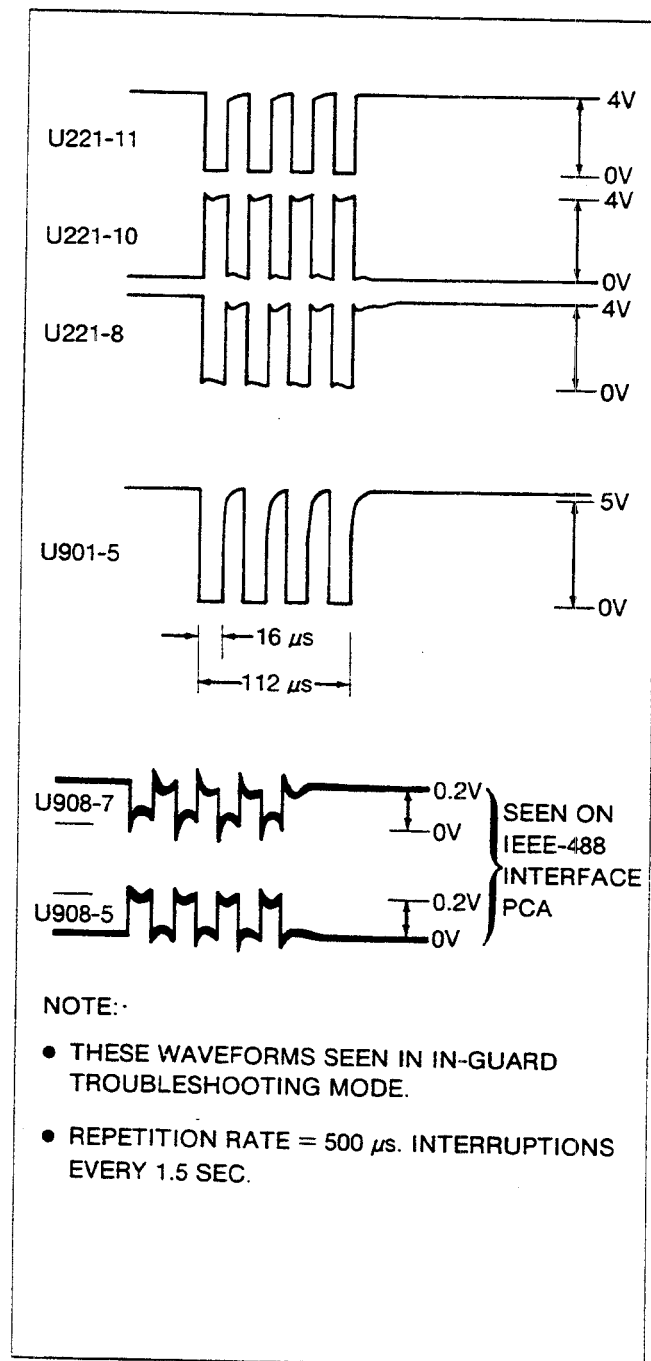 U221-11
4V
0V
U221-10
4V
0V
U221-8
4V
0V
U901-5
5V
0V
16 μs
112 μs
U908-7
0.2V
0V
U908-5
0.2V
0V
SEEN ON
IEEE-488
INTERFACE
PCA
NOTE:
● THESE WAVEFORMS SEEN IN IN-GUARD
TROUBLESHOOTING MODE.
● REPETITION RATE = 500 μs. INTERRUPTIONS
EVERY 1.5 SEC.